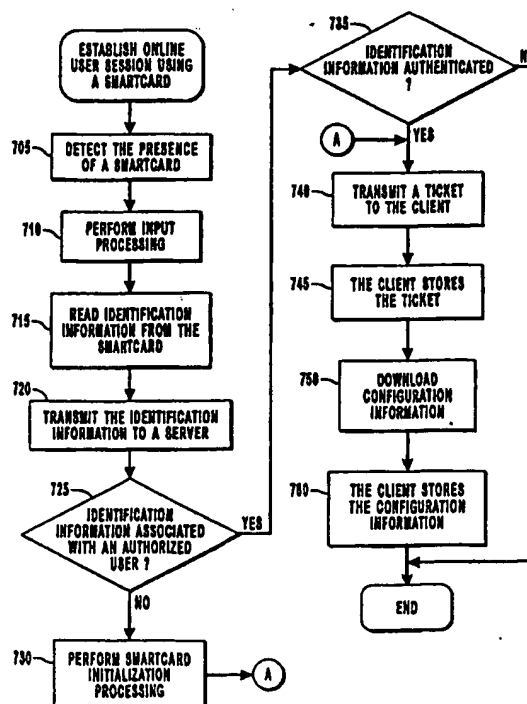 ESTABLISH ONLINE
USER SESSION USING
A SMARTCARD
705
DETECT THE PRESENCE
OF A SMARTCARD
710
PERFORM INPUT
PROCESSING
715
READ IDENTIFICATION
INFORMATION FROM THE
SMARTCARD
720
TRANSMIT THE IDENTIFICATION
INFORMATION TO A SERVER
725
IDENTIFICATION
INFORMATION ASSOCIATED
WITH AN AUTHORIZED
USER ?
YES
NO
730
PERFORM SMARTCARD
INITIALIZATION
PROCESSING
A
735
IDENTIFICATION
INFORMATION AUTHENTICATED
?
A
YES
740
TRANSMIT A TICKET
TO THE CLIENT
745
THE CLIENT STORES
THE TICKET
750
DOWNLOAD
CONFIGURATION
INFORMATION
760
THE CLIENT STORES
THE CONFIGURATION
INFORMATION
END